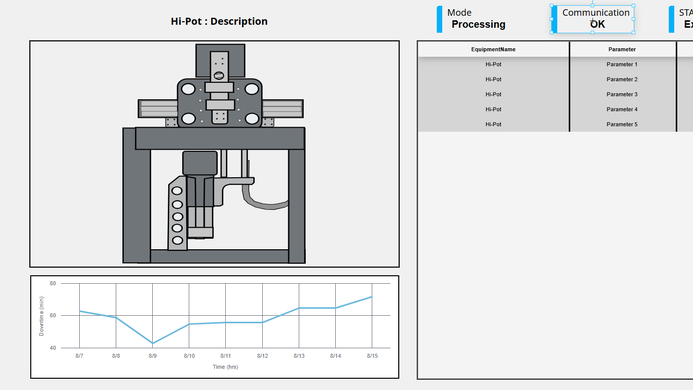 Hi-Pot : Description
Mode
Processing
Communication
OK
STA
Ex
EquipmentName Parameter
Hi-Pot Parameter 1
Hi-Pot Parameter 2
Hi-Pot Parameter 3
Hi-Pot Parameter 4
Hi-Pot Parameter 5
80
60
40
Downtime (min)
8/7 8/8 8/9 8/10 8/11 8/12 8/13 8/14 8/15
Time (hrs)